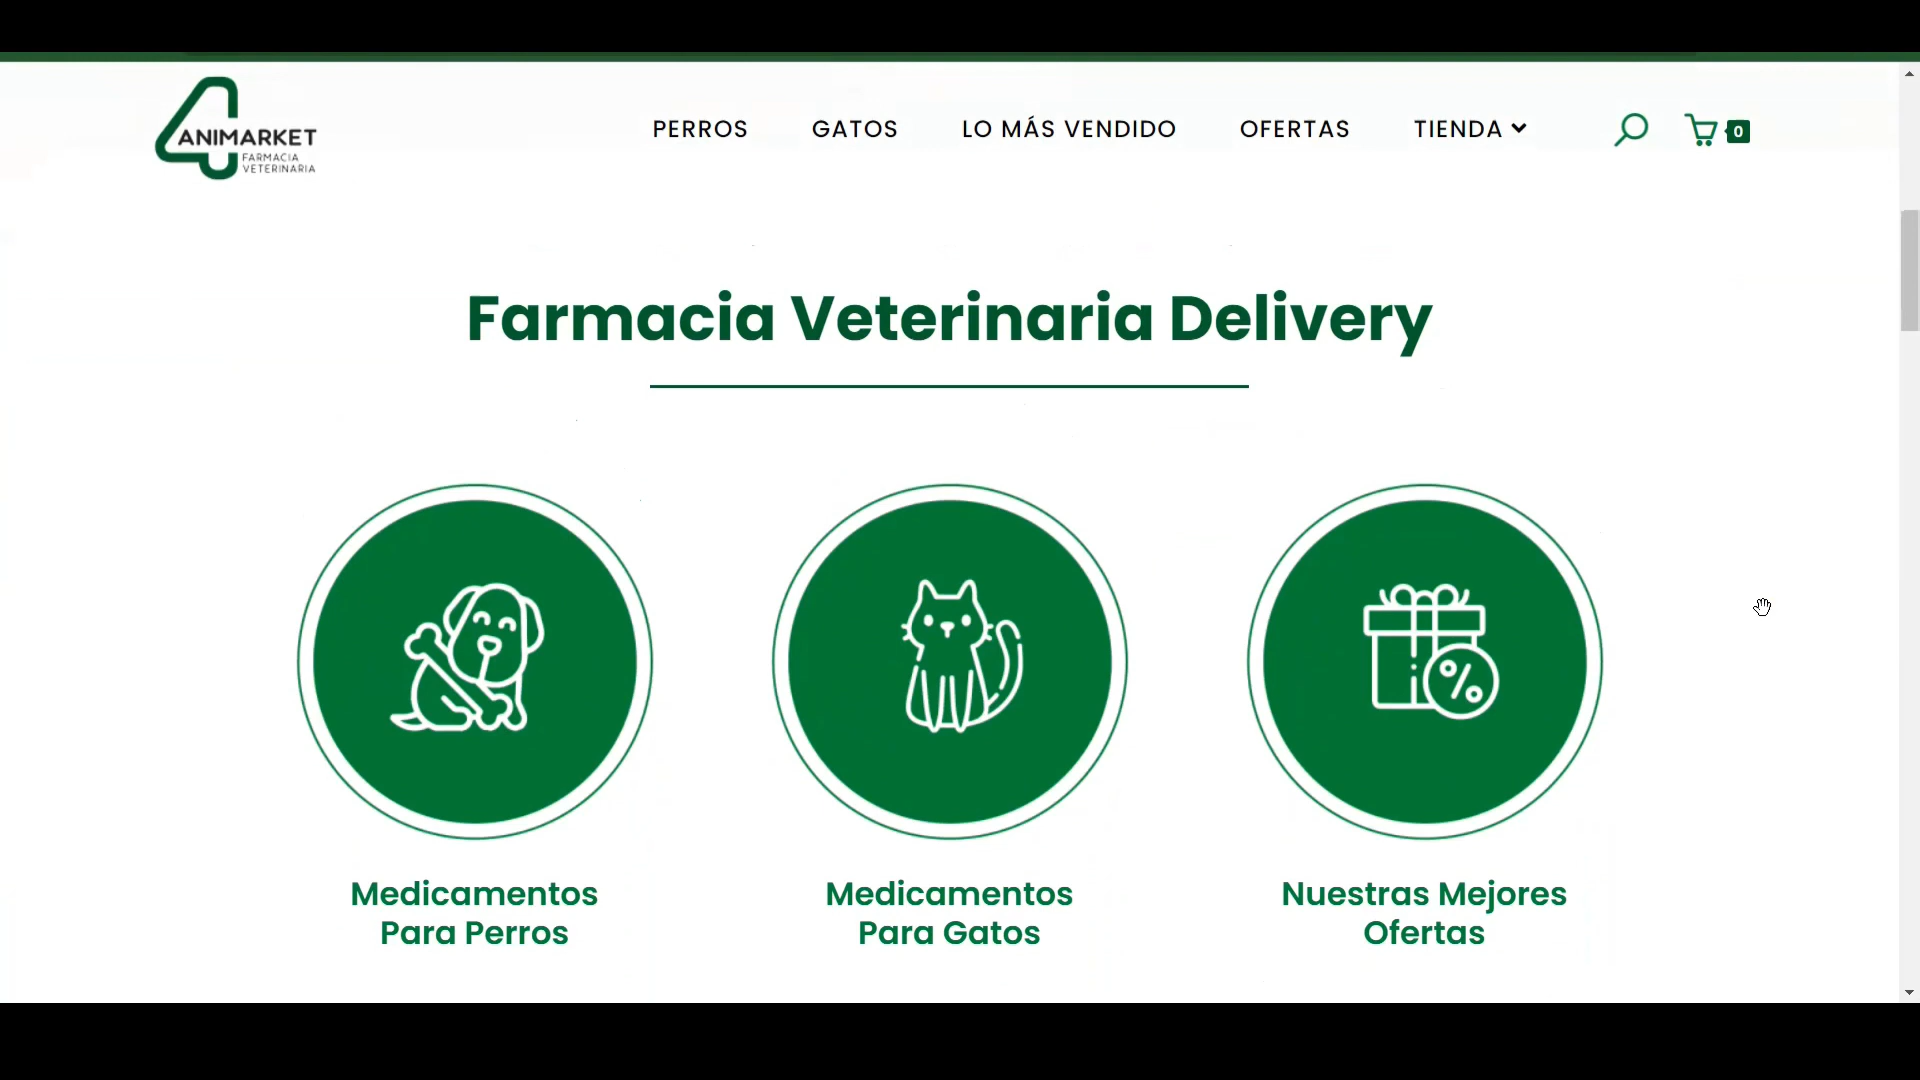 ANIMARKET
FARMACIA
VETERINARIA
PERROS GATOS LO MÁS VENDIDO OFERTAS TIENDA 0
Farmacia Veterinaria Delivery
%
Medicamentos
Para Perros
Medicamentos
Para Gatos
Nuestras Mejores
Ofertas